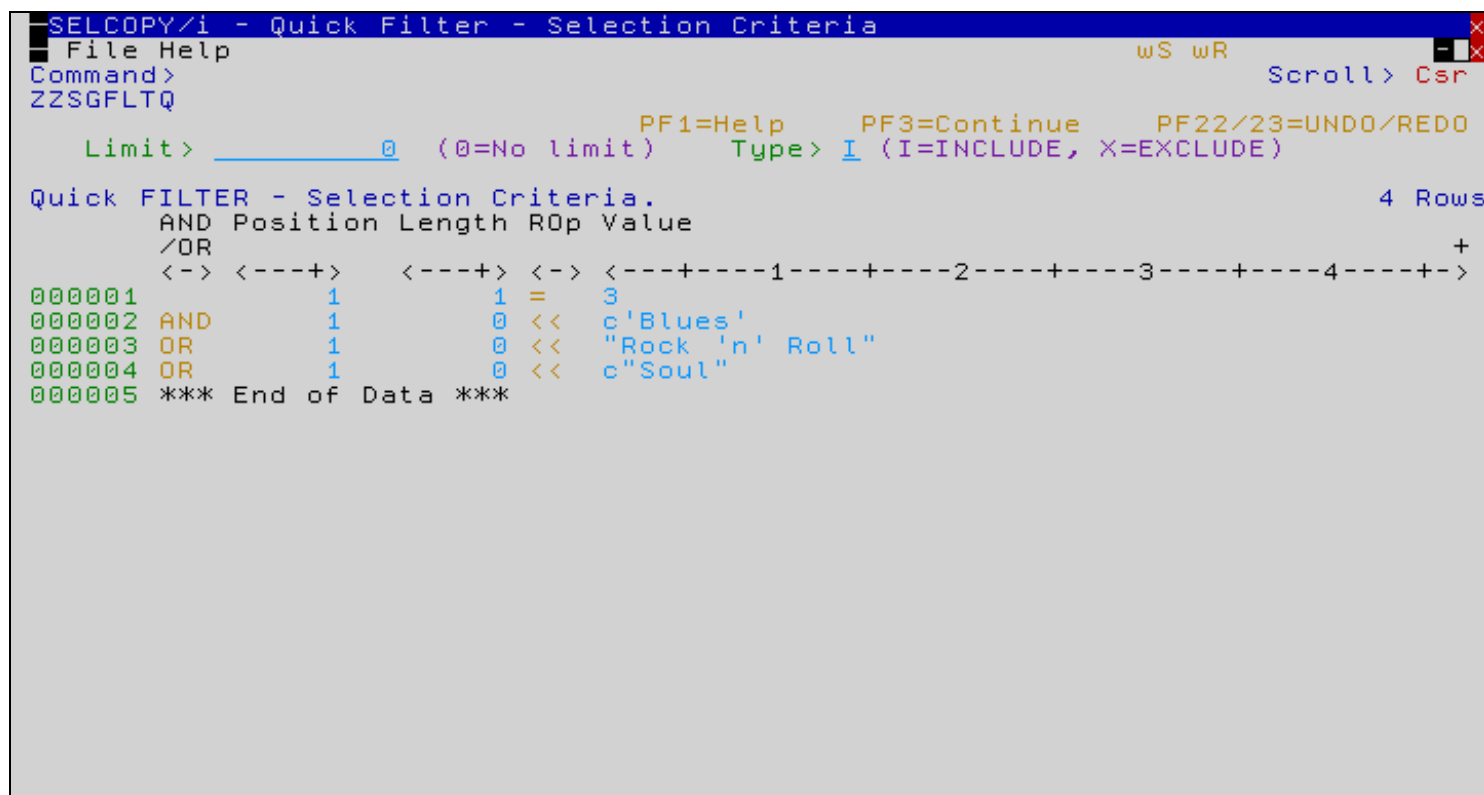 SELCOPY/i - Quick Filter - Selection Criteria x
File Help wS wR - x
Command> Scroll> Csr
ZZSGFLTQ
PF1=Help PF3=Continue PF22/23=UNDO/REDO
Limit> 0 (0=No limit) Type> I (I=INCLUDE, X=EXCLUDE)
Quick FILTER - Selection Criteria. 4 Rows
AND Position Length ROp Value
/OR +
<-> <---+> <---+> <-> <---+----1----+----2----+----3----+----4----+->
000001 1 1 = 3
000002 AND 1 0 << c'Blues'
000003 OR 1 0 << "Rock 'n' Roll"
000004 OR 1 0 << c"Soul"
000005 *** End of Data ***